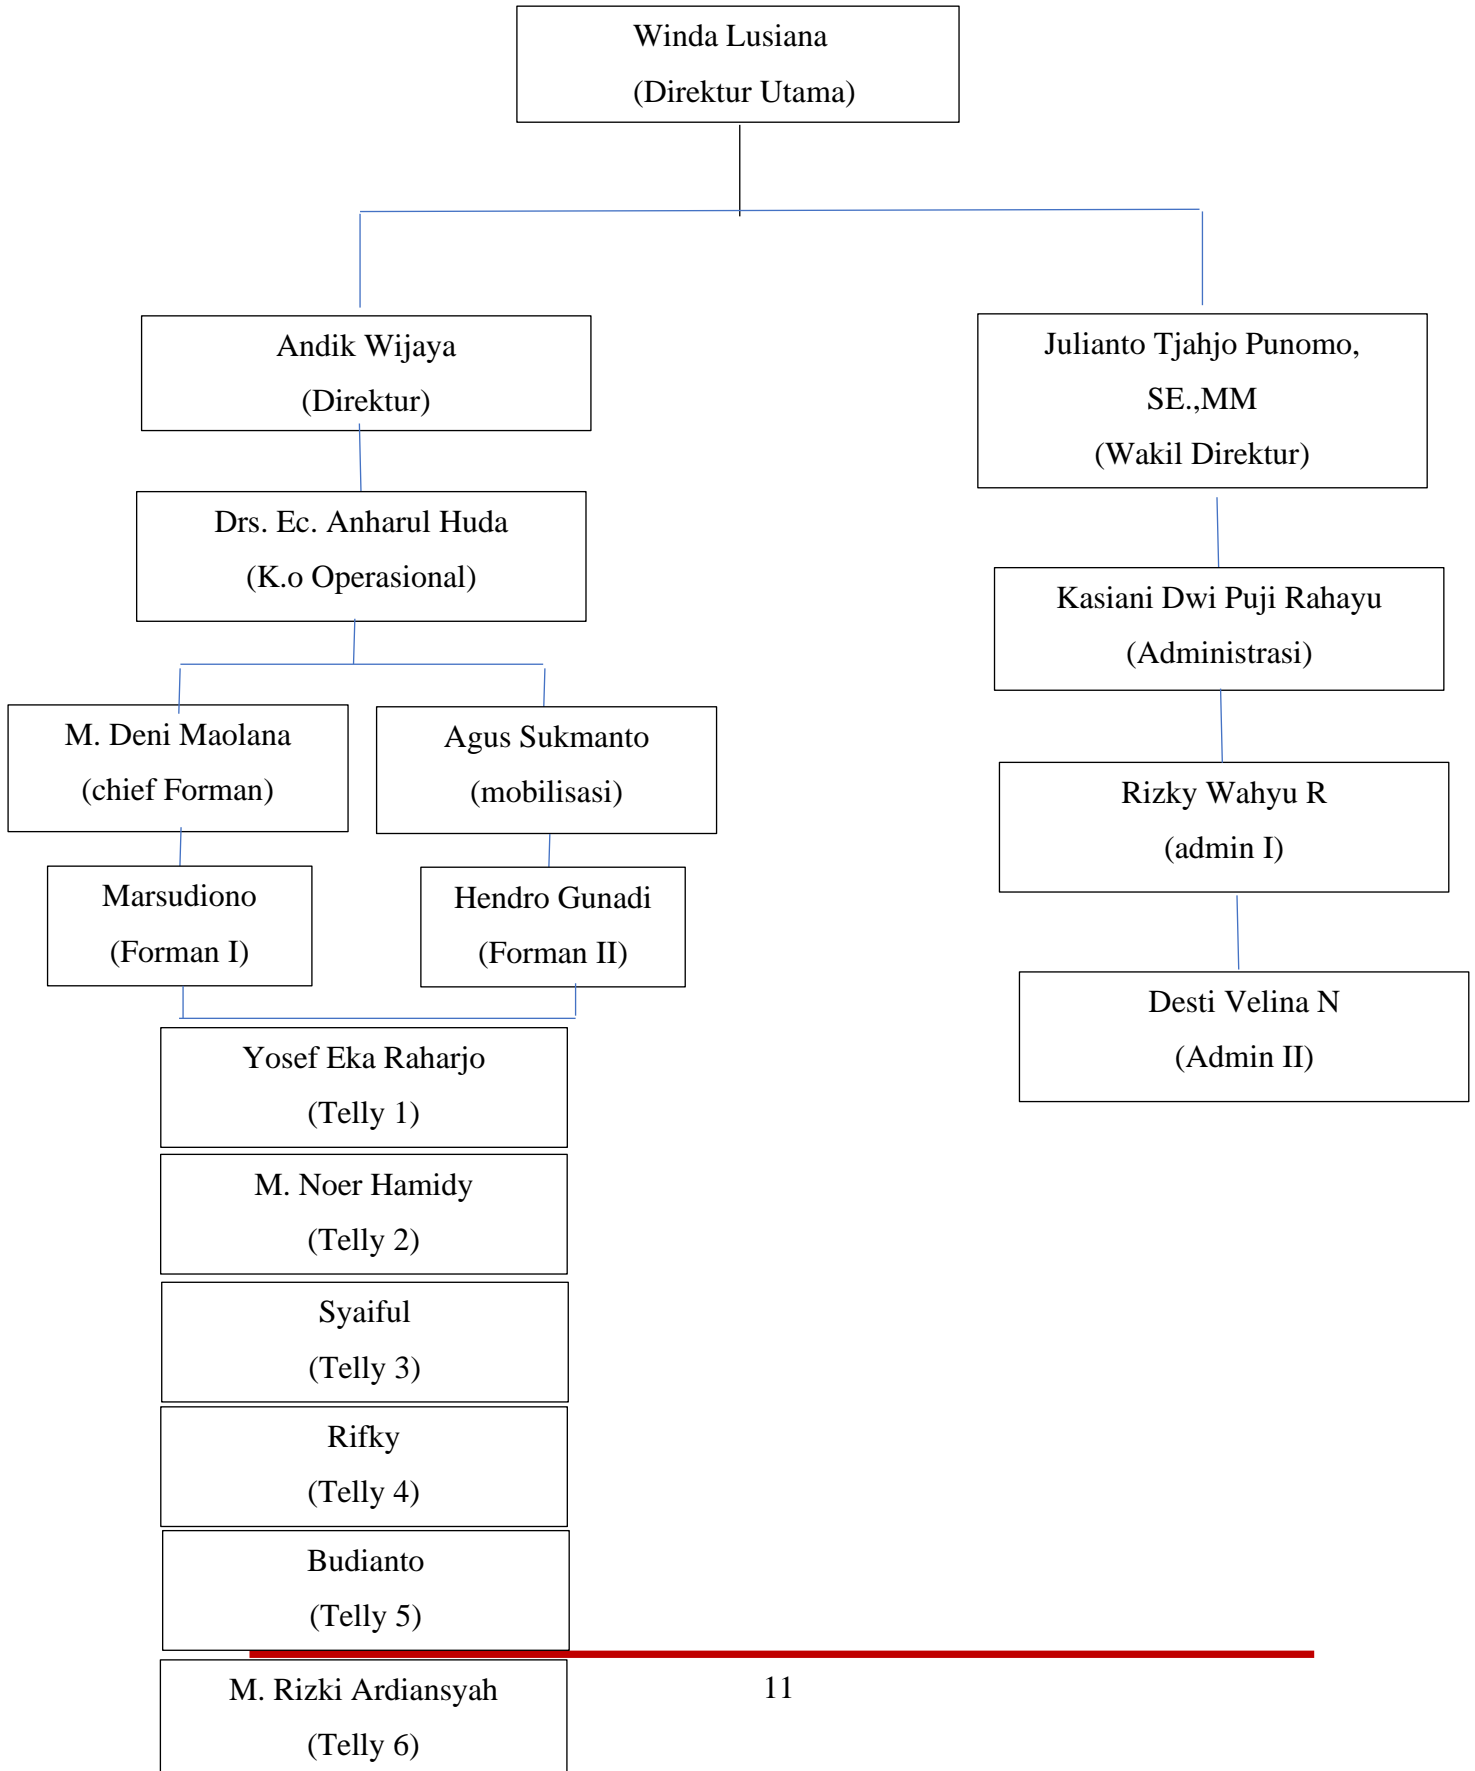 Winda Lusiana
(Direktur Utama)
Andik Wijaya
(Direktur)
Julianto Tjahjo Punomo,
SE.,MM
(Wakil Direktur)
Drs. Ec. Anharul Huda
(K.o Operasional)
Kasiani Dwi Puji Rahayu
(Administrasi)
M. Deni Maolana
(chief Forman)
Agus Sukmanto
(mobilisasi)
Rizky Wahyu R
(admin I)
Marsudiono
(Forman I)
Hendro Gunadi
(Forman II)
Desti Velina N
(Admin II)
Yosef Eka Raharjo
(Telly 1)
M. Noer Hamidy
(Telly 2)
Syaiful
(Telly 3)
Rifky
(Telly 4)
Budianto
(Telly 5)
M. Rizki Ardiansyah
(Telly 6)
11